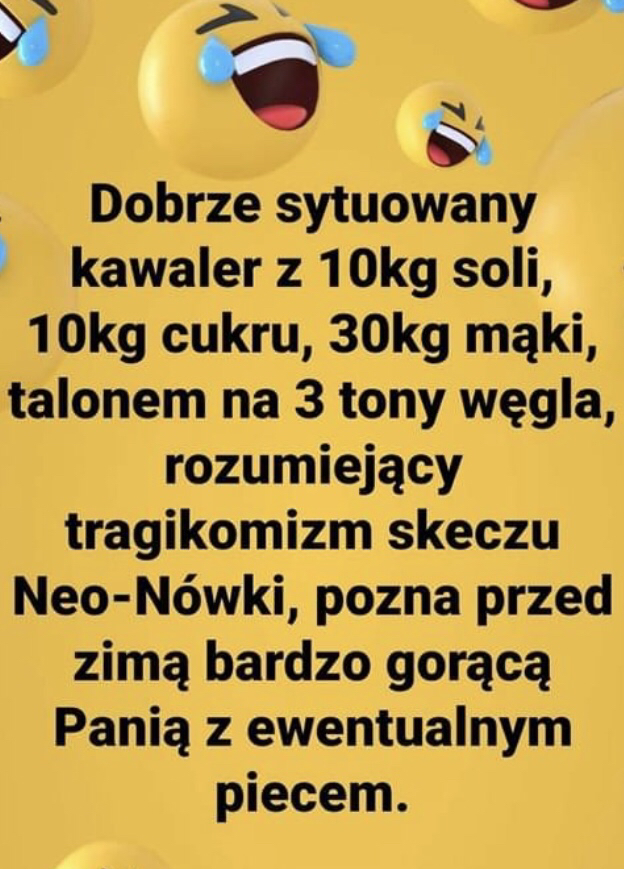 Dobrze sytuowany
kawaler z 10kg soli,
10kg cukru, 30kg mąki,
talonem na 3 tony węgla,
rozumiejący
tragikomizm skeczu
Neo-Nówki, pozna przed
zimą bardzo gorącą
Panią z ewentualnym
piecem.